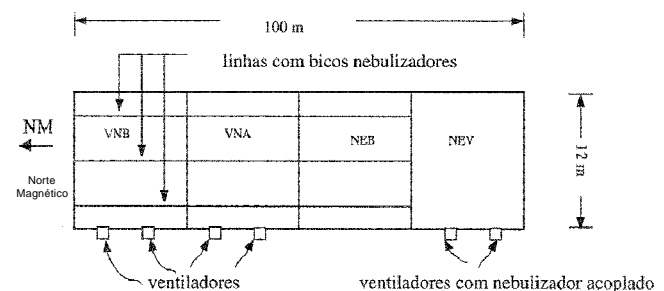 100 m
linhas com bicos nebulizadores
NM
Norte
Magnético
VNB
VNA
NEB
NEV
12 m
ventiladores
ventiladores com nebulizador acoplado